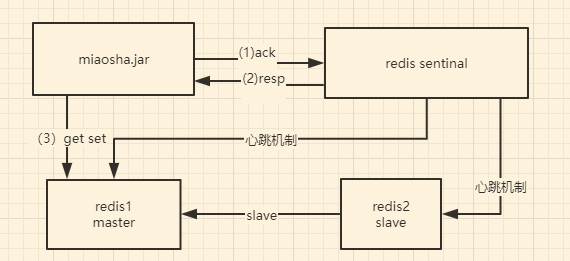 miaosha.jar
(1)ack
(2)resp
redis sentinal
(3）get set
心跳机制
心跳机制
redis1
master
slave
redis2
slave